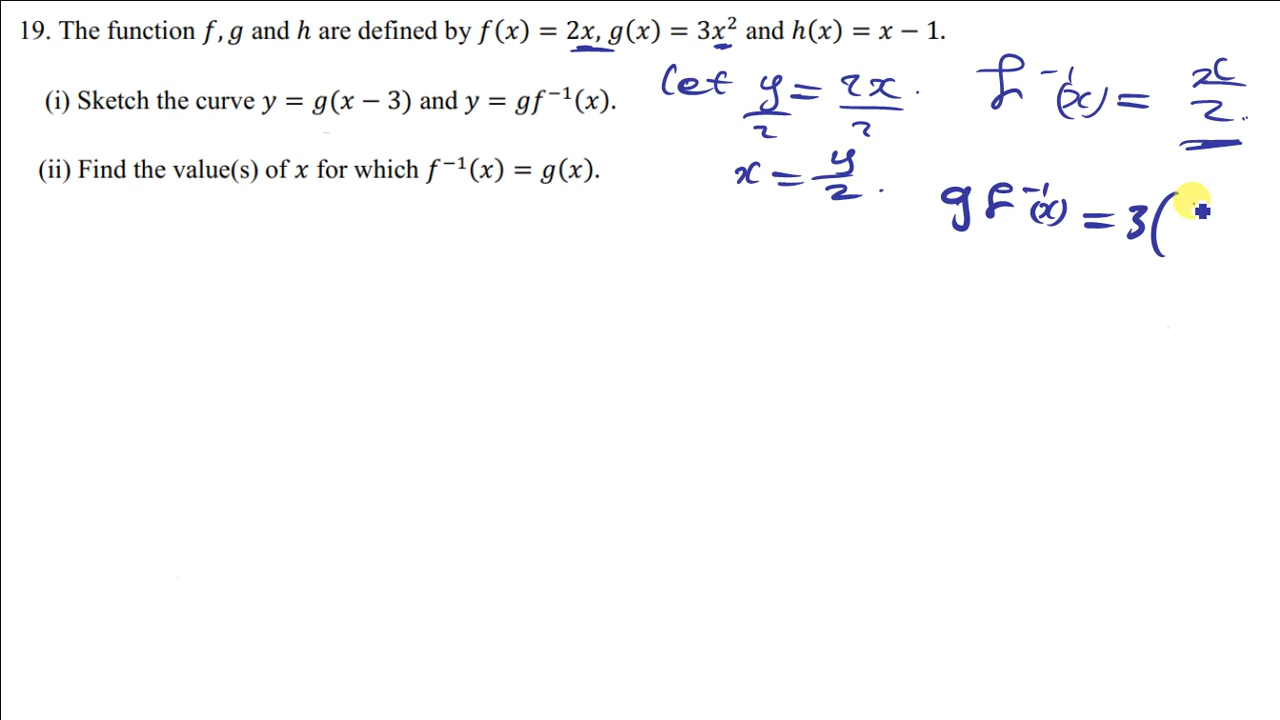 19. The function f, g and h are defined by f(x) = 2x, g(x) = 3x² and h(x) = x − 1.
(i) Sketch the curve y = g(x − 3) and y = gf⁻¹(x).
(ii) Find the value(s) of x for which f⁻¹(x) = g(x).
Let y/2 = 2x/2.
x = y/2.
f⁻¹(x) = x/2.
gf⁻¹(x) = 3(